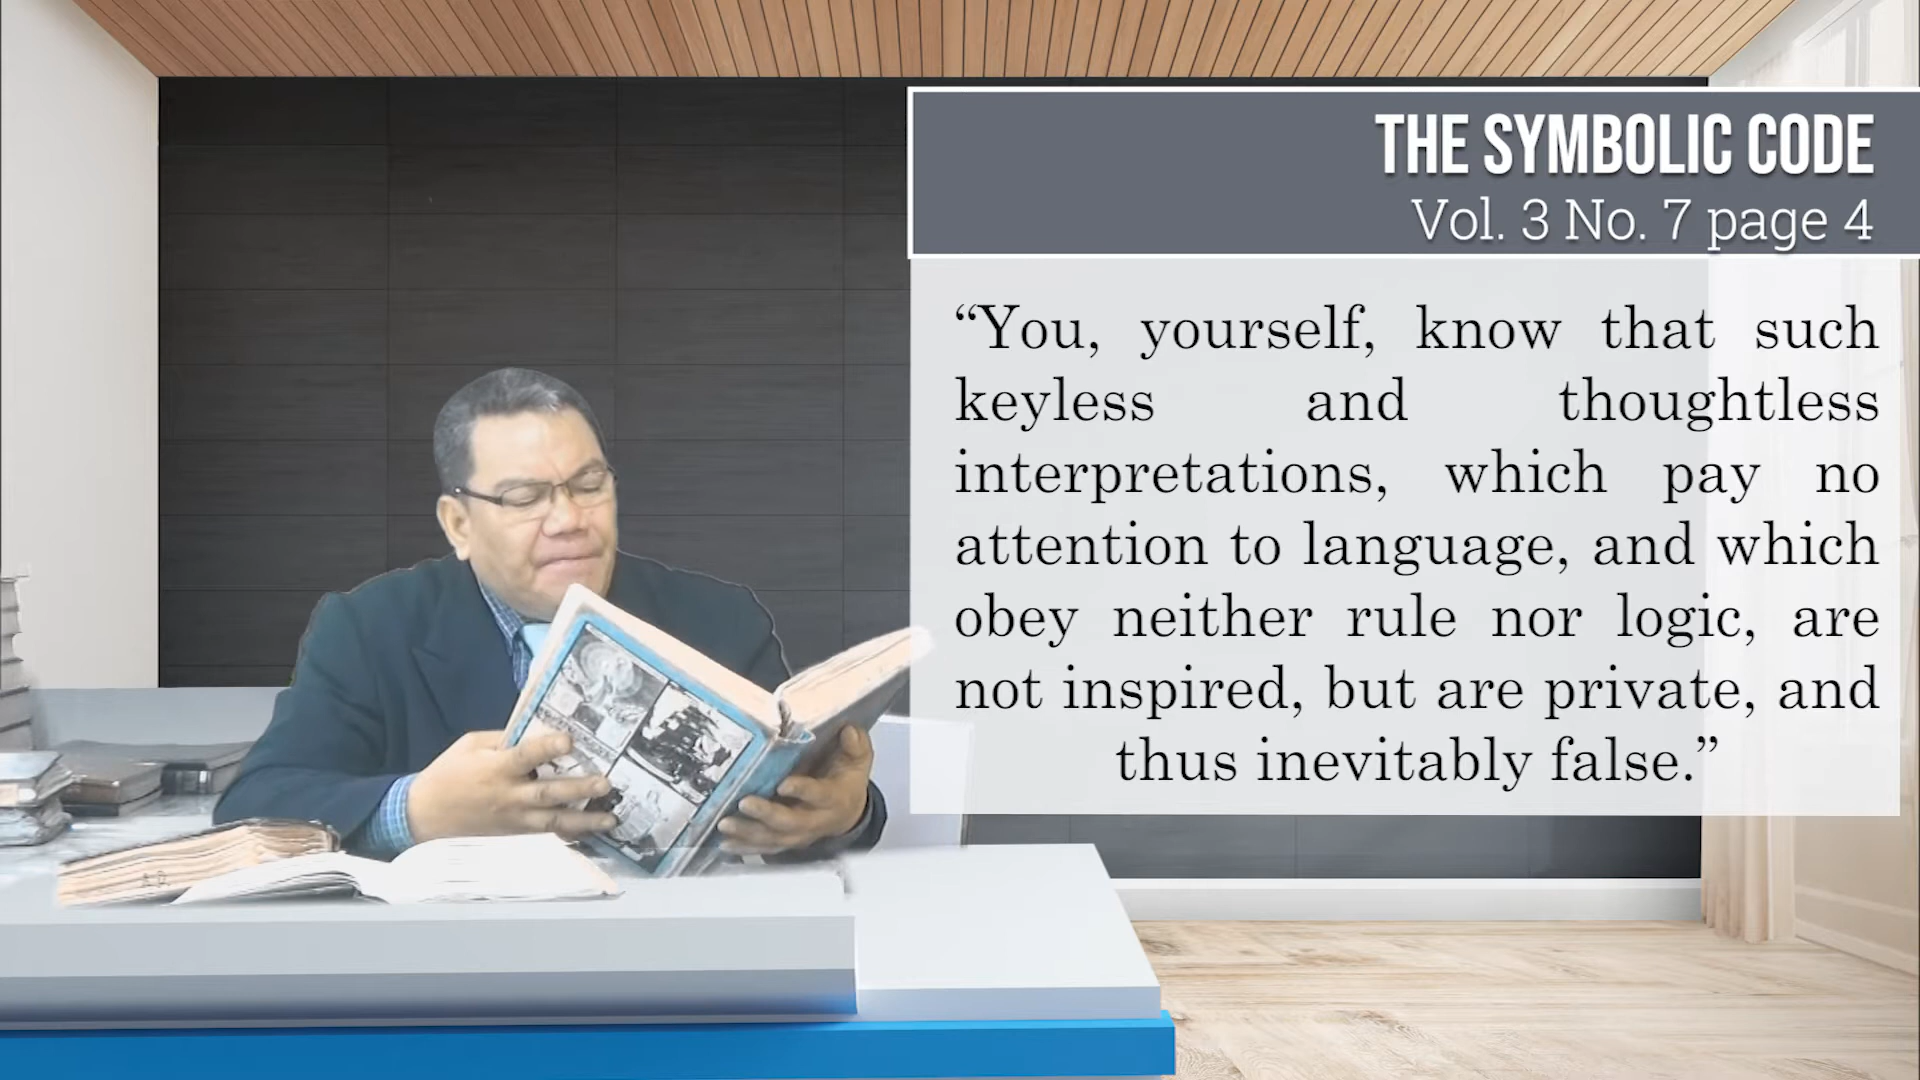 THE SYMBOLIC CODE
Vol. 3 No. 7 page 4
“You, yourself, know that such
keyless and thoughtless
interpretations, which pay no
attention to language, and which
obey neither rule nor logic, are
not inspired, but are private, and
thus inevitably false.”